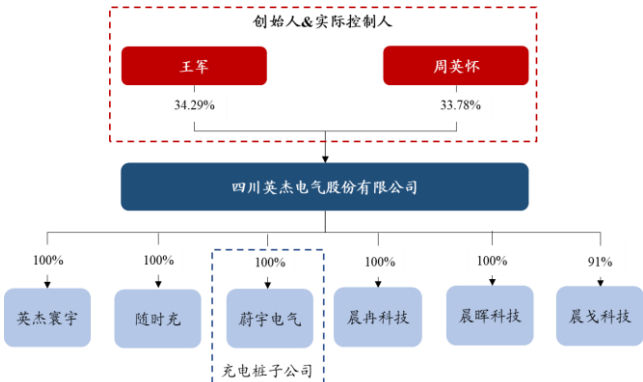 创始人&实际控制人
王军
周英怀
34.29%
33.78%
四川英杰电气股份有限公司
100%
100%
100%
100%
100%
91%
英杰寰宇
随时充
蔚宇电气
晨冉科技
晨晖科技
晨戈科技
充电桩子公司